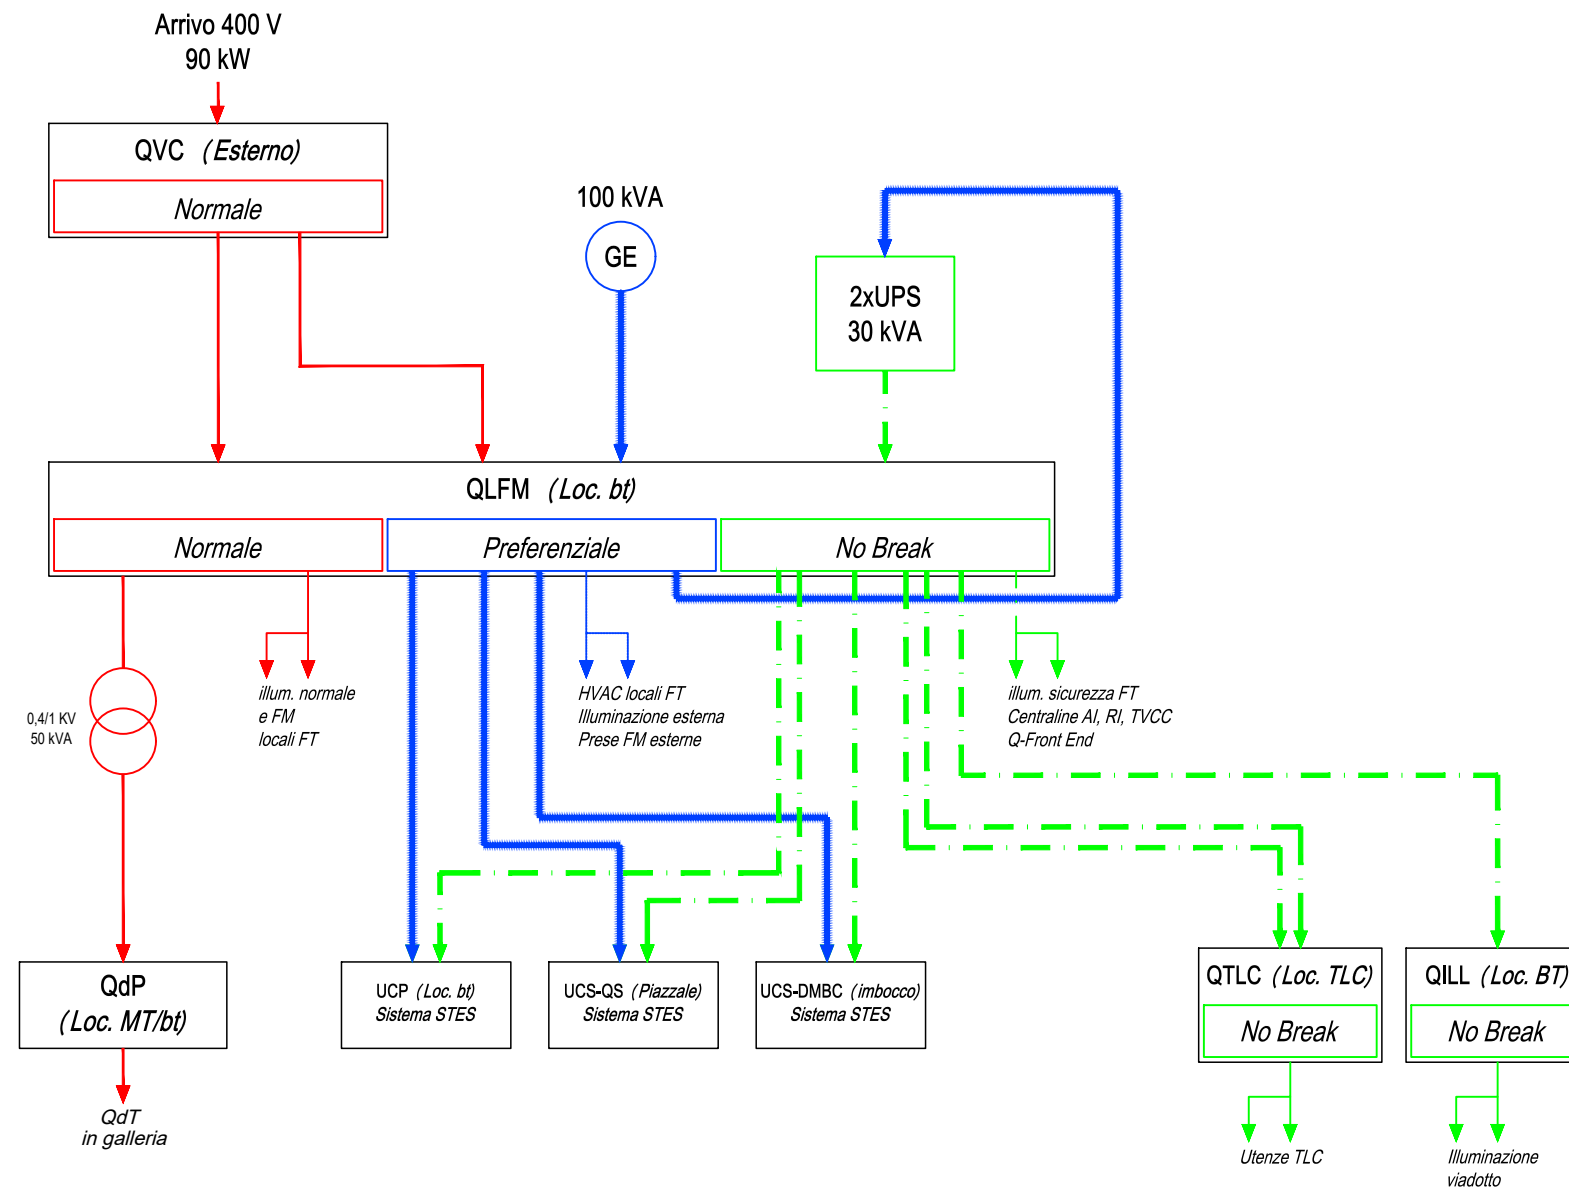 Arrivo 400 V
90 kW
QVC (Esterno)
Normale
100 kVA
GE
2xUPS
30 kVA
QLFM (Loc. bt)
Normale
Preferenziale
No Break
illum. normale
e FM
locali FT
HVAC locali FT
Illuminazione esterna
Prese FM esterne
illum. sicurezza FT
Centraline AI, RI, TVCC
Q-Front End
0,4/1 KV
50 kVA
QdP
(Loc. MT/bt)
UCP (Loc. bt)
Sistema STES
UCS-QS (Piazzale)
Sistema STES
UCS-DMBC (imbocco)
Sistema STES
QTLC (Loc. TLC)
No Break
QILL (Loc. BT)
No Break
QdT
in galleria
Utenze TLC
Illuminazione
viadotto